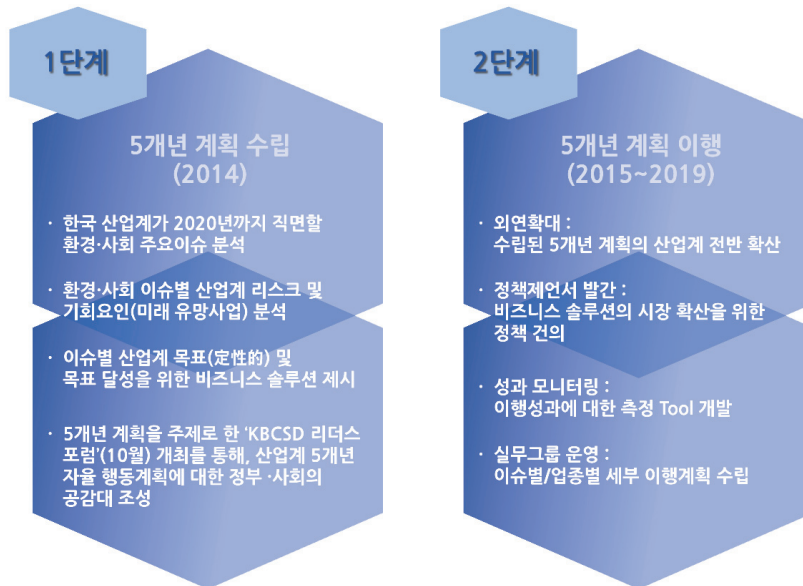 1단계
5개년 계획 수립
(2014)
· 한국 산업계가 2020년까지 직면할
환경·사회 주요이슈 분석
· 환경·사회 이슈별 산업계 리스크 및
기회요인(미래 유망사업) 분석
· 이슈별 산업계 목표(定性的) 및
목표 달성을 위한 비즈니스 솔루션 제시
· 5개년 계획을 주제로 한 ‘KBCSD 리더스
포럼’(10월) 개최를 통해, 산업계 5개년
자율 행동계획에 대한 정부 ·사회의
공감대 조성
2단계
5개년 계획 이행
(2015~2019)
· 외연확대 :
수립된 5개년 계획의 산업계 전반 확산
· 정책제언서 발간 :
비즈니스 솔루션의 시장 확산을 위한
정책 건의
· 성과 모니터링 :
이행성과에 대한 측정 Tool 개발
· 실무그룹 운영 :
이슈별/업종별 세부 이행계획 수립